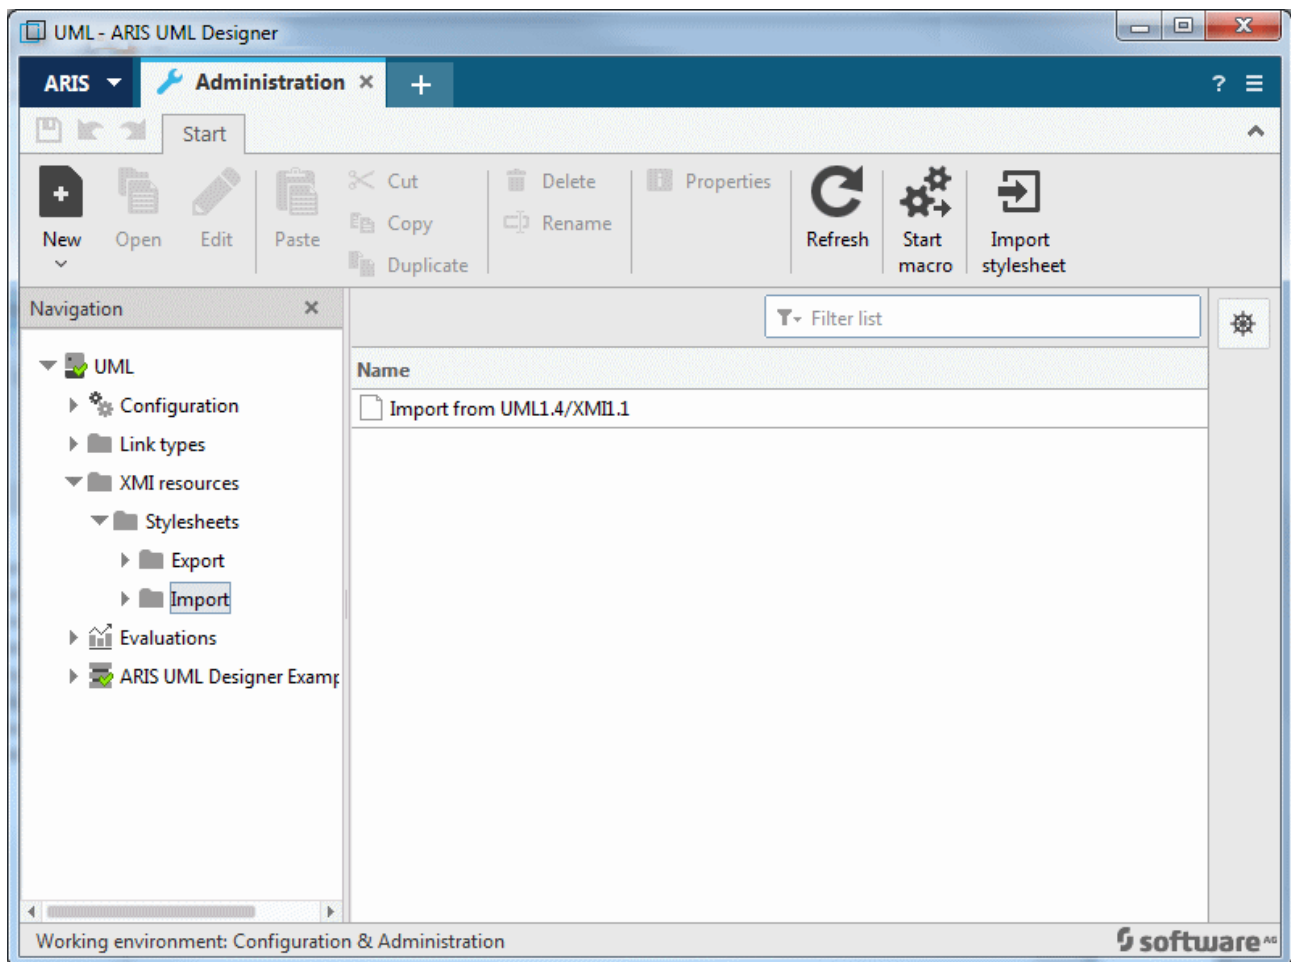 UML - ARIS UML Designer
ARIS Administration × + ?
Start
New Open Edit Paste
Cut
Copy
Duplicate
Delete
Rename
Properties
Refresh
Start macro
Import stylesheet
Navigation
Filter list
UML
Configuration
Link types
XMI resources
Stylesheets
Export
Import
Evaluations
ARIS UML Designer Examp
Name
Import from UML1.4/XMI1.1
Working environment: Configuration & Administration
software AG